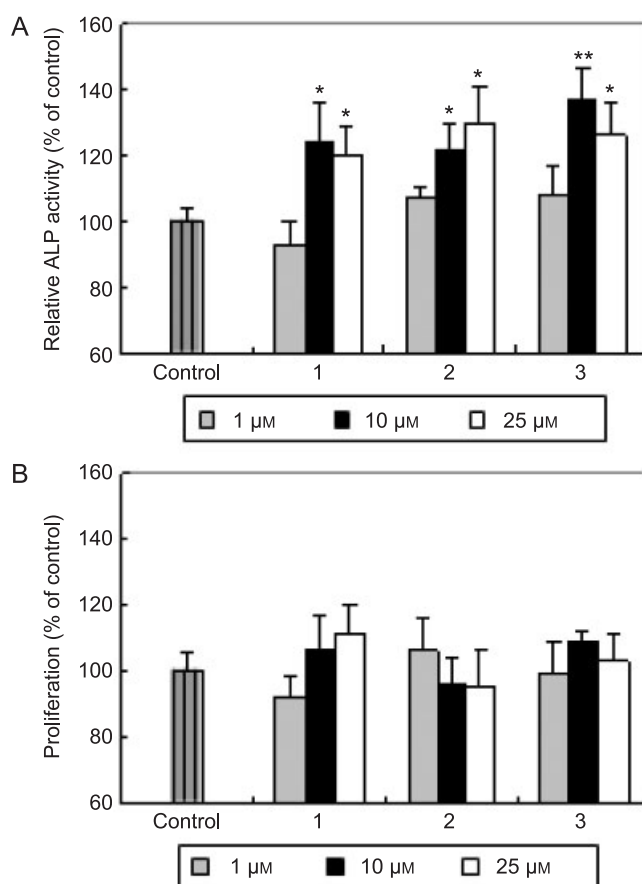 A
Relative ALP activity (% of control)
160
140
120
100
80
60
*
*
*
*
**
*
Control
1
2
3
1 μM
10 μM
25 μM
B
Proliferation (% of control)
160
140
120
100
80
60
Control
1
2
3
1 μM
10 μM
25 μM